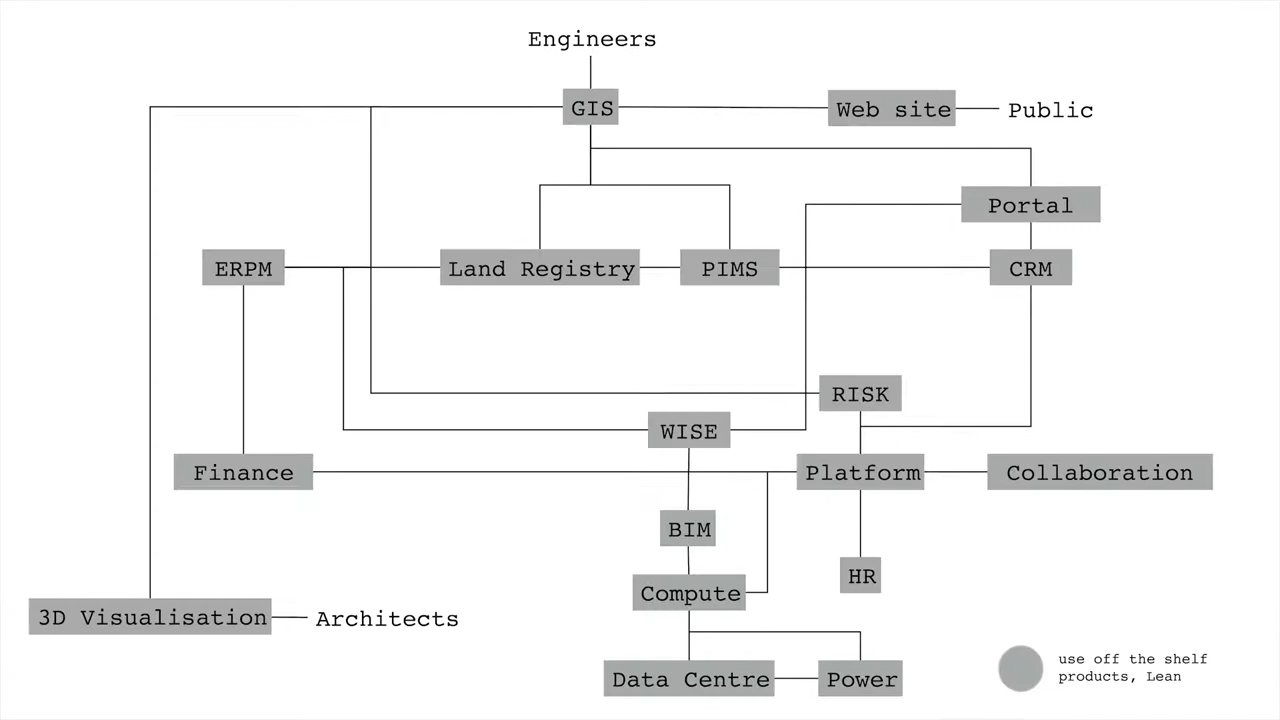 Engineers
GIS
Web site
Public
Portal
ERPM
Land Registry
PIMS
CRM
RISK
WISE
Finance
Platform
Collaboration
BIM
HR
Compute
3D Visualisation
Architects
Data Centre
Power
use off the shelf
products, Lean